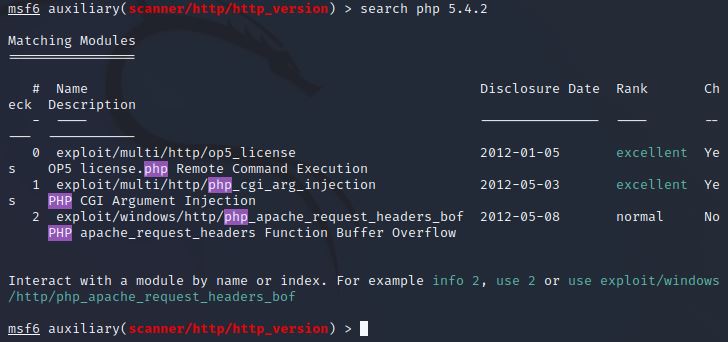 msf6 auxiliary(scanner/http/http_version) > search php 5.4.2
Matching Modules
================
# Name Disclosure Date Rank Ch
eck Description
- ---- --------------- ---- --
--- -----------
0 exploit/multi/http/op5_license 2012-01-05 excellent Ye
s OP5 license.php Remote Command Execution
1 exploit/multi/http/php_cgi_arg_injection 2012-05-03 excellent Ye
s PHP CGI Argument Injection
2 exploit/windows/http/php_apache_request_headers_bof 2012-05-08 normal No
PHP apache_request_headers Function Buffer Overflow
Interact with a module by name or index. For example info 2, use 2 or use exploit/windows
/http/php_apache_request_headers_bof
msf6 auxiliary(scanner/http/http_version) >